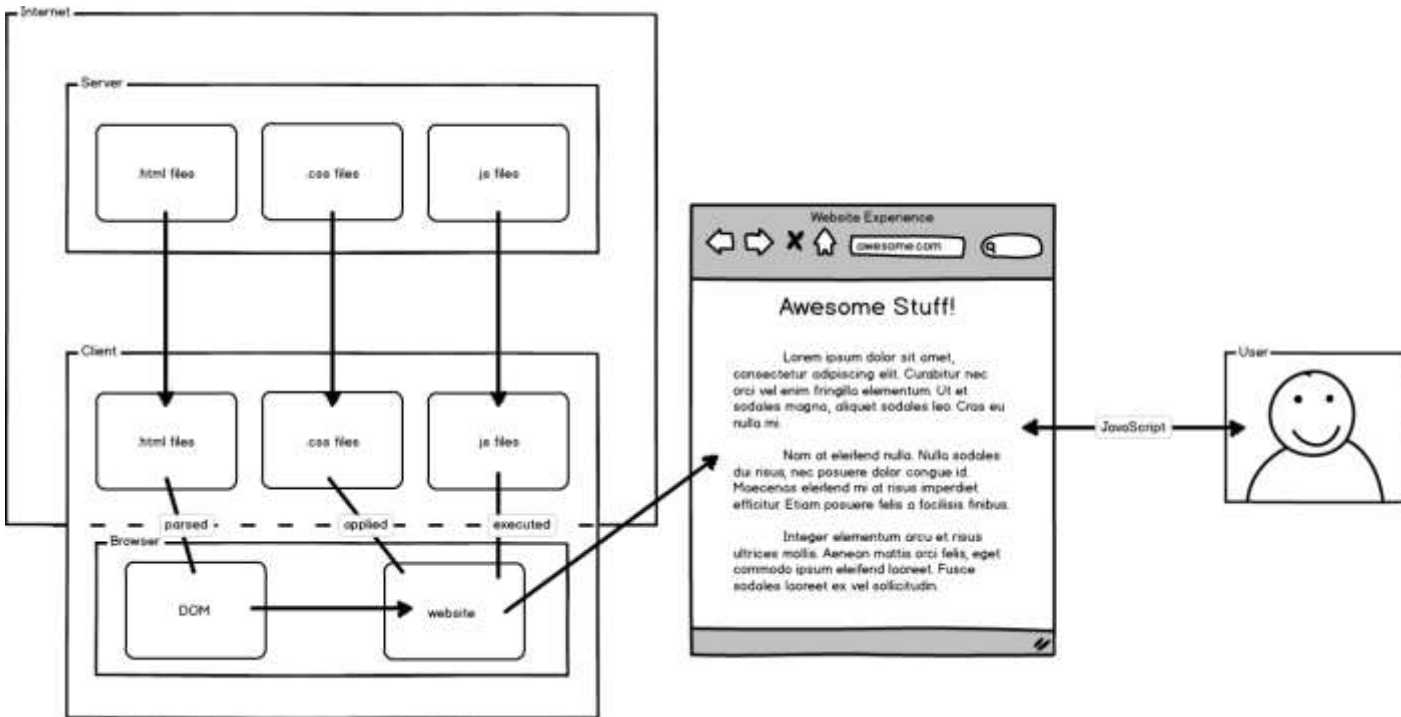 Internet
Server
.html files
.css files
.js files
Client
.html files
.css files
.js files
parsed
applied
executed
Browser
DOM
website
Website Experience
awesome.com
Awesome Stuff!
Lorem ipsum dolor sit amet,
consectetur adipiscing elit. Curabitur nec
orci vel enim fringilla elementum. Ut et
sodales magna, aliquet sodales leo. Cras eu
nulla mi.
Nam at eleifend nulla. Nulla sodales
dui risus, nec posuere dolor congue id.
Maecenas eleifend mi at risus imperdiet
efficitur. Etiam posuere felis a facilisis finibus.
Integer elementum arcu et risus
ultrices mollis. Aenean mattis orci felis, eget
commodo ipsum eleifend laoreet. Fusce
sodales laoreet ex vel sollicitudin.
JavaScript
User